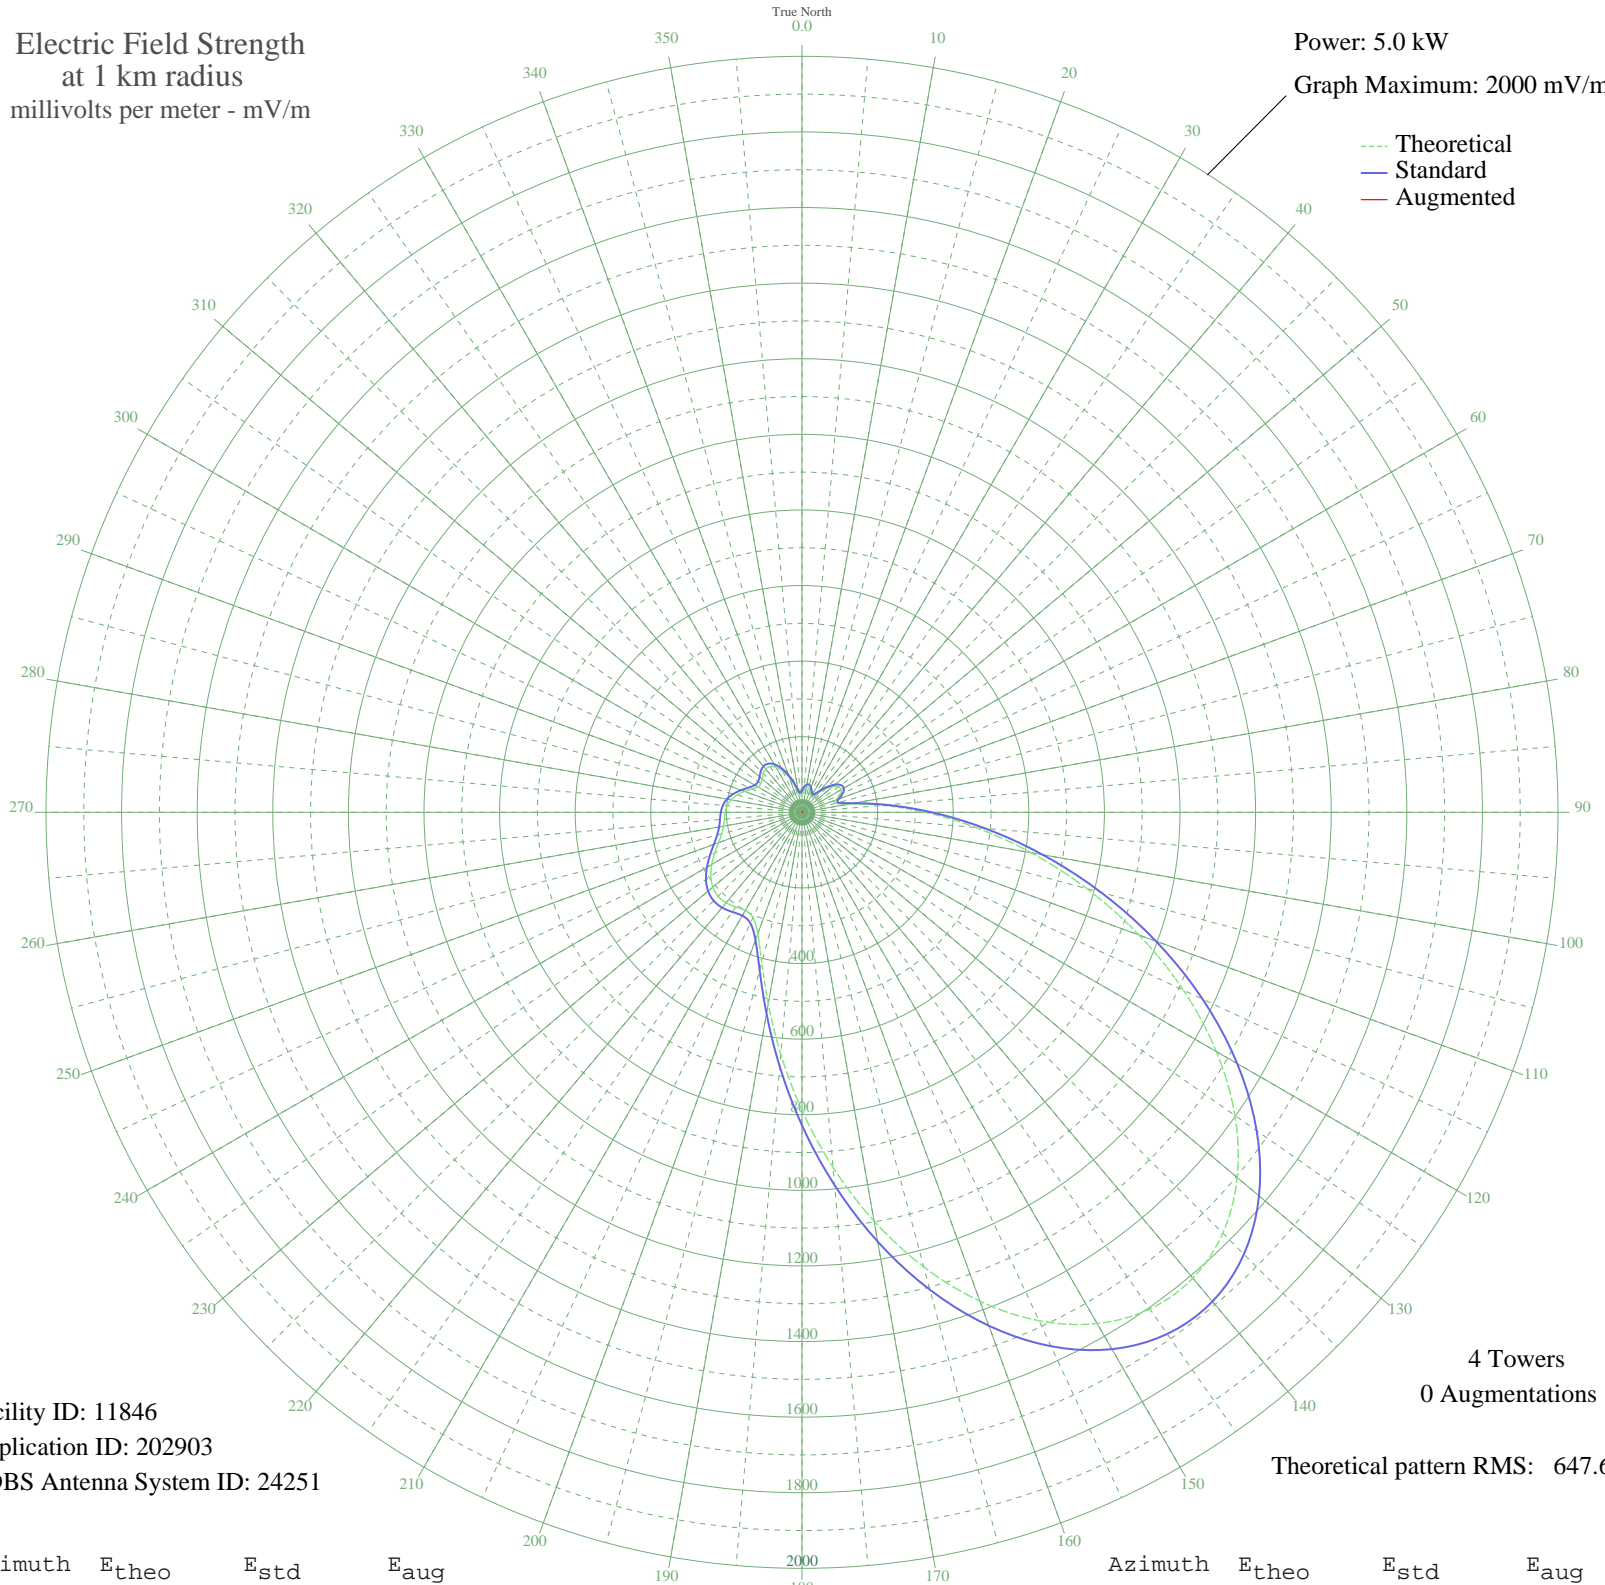 True North
0.0
Electric Field Strength
at 1 km radius
millivolts per meter - mV/m
Power: 5.0 kW
Graph Maximum: 2000 mV/m
Theoretical
Standard
Augmented
10
20
30
40
50
60
70
80
90
100
110
120
130
140
150
160
170
190
200
210
220
230
240
250
260
270
280
290
300
310
320
330
340
350
400
600
800
1000
1200
1400
1600
1800
2000
4 Towers
0 Augmentations
Theoretical pattern RMS: 647.6
cility ID: 11846
plication ID: 202903
DBS Antenna System ID: 24251
imuth Etheo Estd Eaug
Azimuth Etheo Estd Eaug